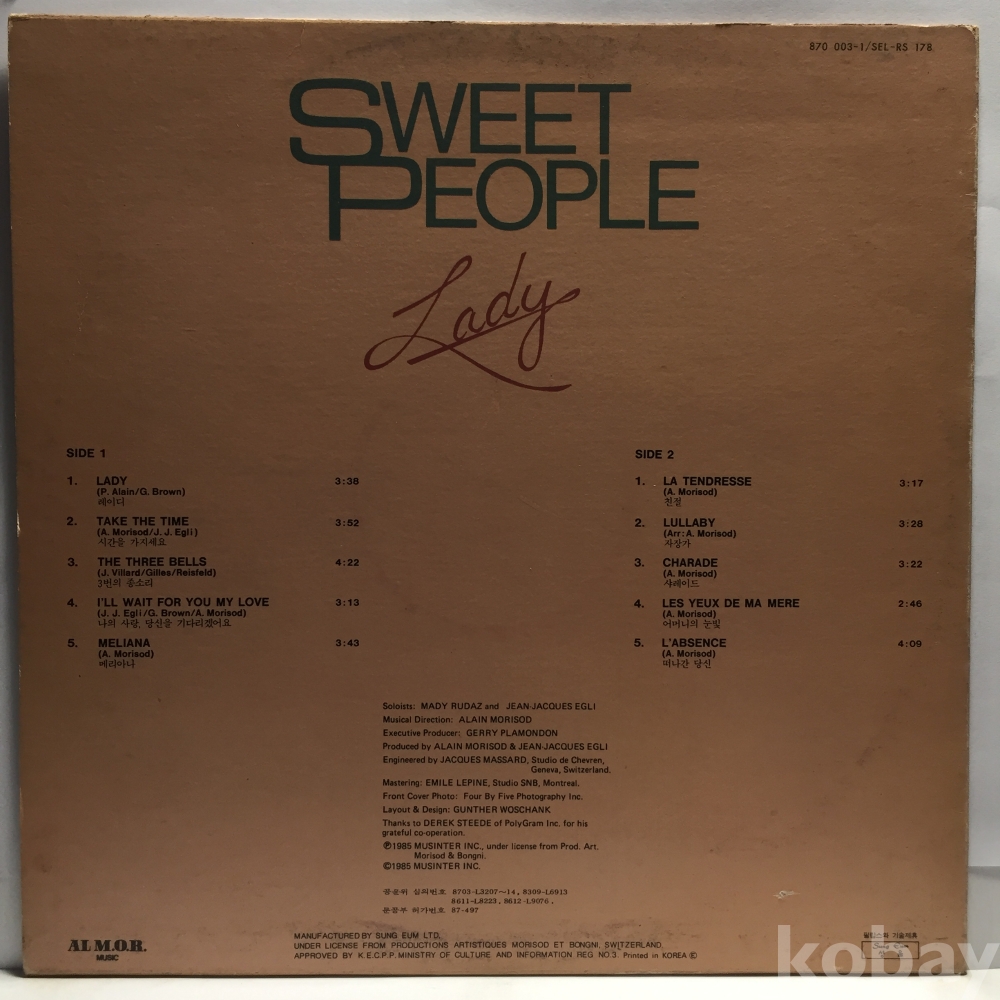 870 003-1/SEL-RS 178
SWEET
PEOPLE
Lady
SIDE 1
1. LADY 3:38
(P. Alain/G. Brown)
레이디
2. TAKE THE TIME 3:52
(A. Morisod/J. J. Egli)
시간을 가지세요
3. THE THREE BELLS 4:22
(J. Villard/Gilles/Reisfeld)
3번의 종소리
4. I'LL WAIT FOR YOU MY LOVE 3:13
(J. J. Egli/G. Brown/A. Morisod)
나의 사랑, 당신을 기다리겠어요
5. MELIANA 3:43
(A. Morisod)
메리아나
SIDE 2
1. LA TENDRESSE 3:17
(A. Morisod)
친절
2. LULLABY 3:28
(Arr: A. Morisod)
자장가
3. CHARADE 3:22
(A. Morisod)
샤레이드
4. LES YEUX DE MA MERE 2:46
(A. Morisod)
어머니의 눈빛
5. L'ABSENCE 4:09
(A. Morisod)
떠나간 당신
Soloists: MADY RUDAZ and JEAN-JACQUES EGLI
Musical Direction: ALAIN MORISOD
Executive Producer: GERRY PLAMONDON
Produced by ALAIN MORISOD & JEAN-JACQUES EGLI
Engineered by JACQUES MASSARD, Studio de Chevren,
Geneva, Switzerland.
Mastering: EMILE LEPINE, Studio SNB, Montreal.
Front Cover Photo: Four By Five Photography Inc.
Layout & Design: GUNTHER WOSCHANK
Thanks to DEREK STEEDE of PolyGram Inc. for his
grateful co-operation.
Ⓟ1985 MUSINTER INC., under license from Prod. Art.
Morisod & Bongni.
©1985 MUSINTER INC.
공윤위 심의번호 8703-L3207~14, 8309-L6913
8611-L8223, 8612-L9076.
문공부 허가번호 87-497
AL M.O.R.
MUSIC
MANUFACTURED BY SUNG EUM LTD.
UNDER LICENSE FROM PRODUCTIONS ARTISTIQUES MORISOD ET BONGNI, SWITZERLAND.
APPROVED BY K.E.C.P.P. MINISTRY OF CULTURE AND INFORMATION REG NO.3. Printed in KOREA Ⓔ
필립스와 기술제휴
Sung Eum
kobay